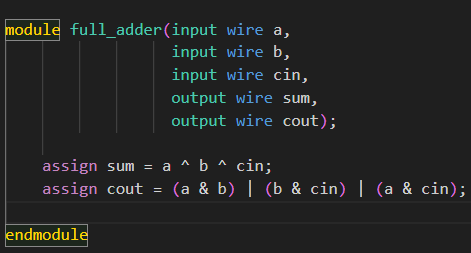 module full_adder(input wire a,
input wire b,
input wire cin,
output wire sum,
output wire cout);
assign sum = a ^ b ^ cin;
assign cout = (a & b) | (b & cin) | (a & cin);
endmodule